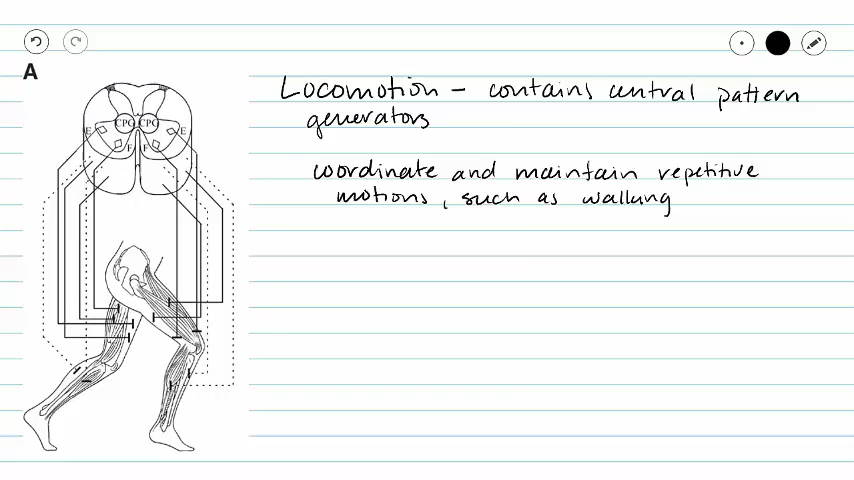 A
Locomotion - contains central pattern
generators
CPG CPG
E E
F F
coordinate and maintain repetitive
motions, such as walking